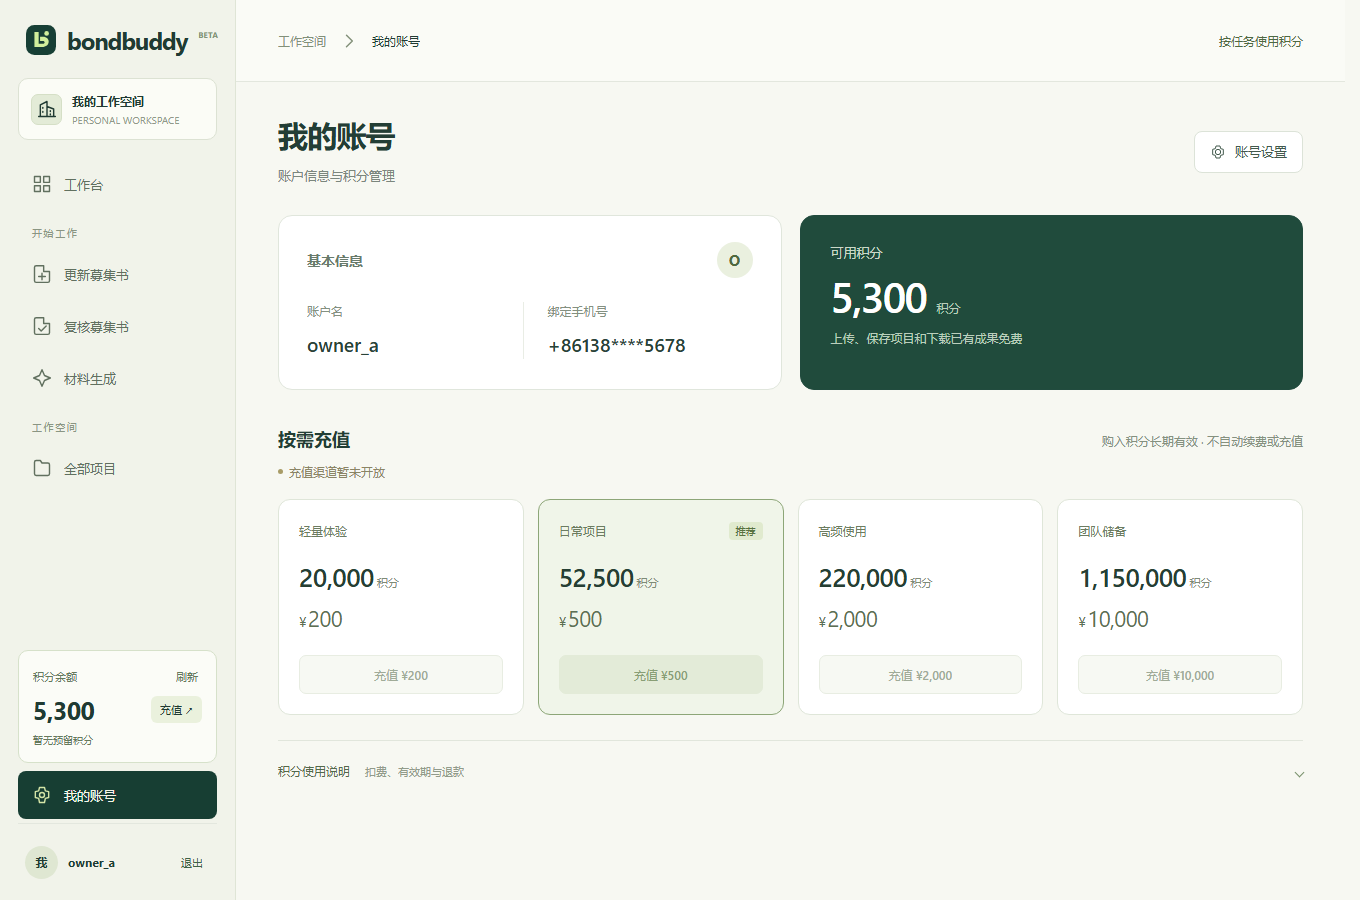 bondbuddy BETA
我的工作空间
PERSONAL WORKSPACE
工作台
开始工作
更新募集书
复核募集书
材料生成
工作空间
全部项目
积分余额 刷新
5,300 充值 ↗
暂无预留积分
我的账号
我 owner_a 退出
工作空间 > 我的账号 按任务使用积分
我的账号
账户信息与积分管理
账号设置
基本信息 O
账户名
owner_a
绑定手机号
+86138****5678
可用积分
5,300 积分
上传、保存项目和下载已有成果免费
按需充值
购入积分长期有效 · 不自动续费或充值
充值渠道暂未开放
轻量体验
20,000 积分
¥200
充值 ¥200
日常项目 推荐
52,500 积分
¥500
充值 ¥500
高频使用
220,000 积分
¥2,000
充值 ¥2,000
团队储备
1,150,000 积分
¥10,000
充值 ¥10,000
积分使用说明 扣费、有效期与退款